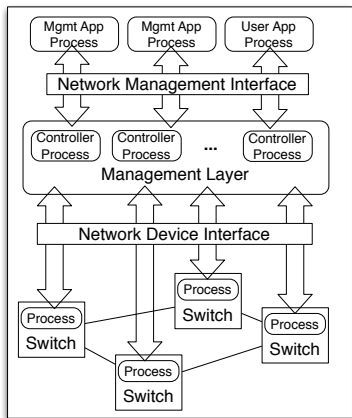 Mgmt App Process
Mgmt App Process
User App Process
Network Management Interface
Controller Process
Controller Process
...
Controller Process
Management Layer
Network Device Interface
Process
Switch
Process
Switch
Process
Switch
Process
Switch